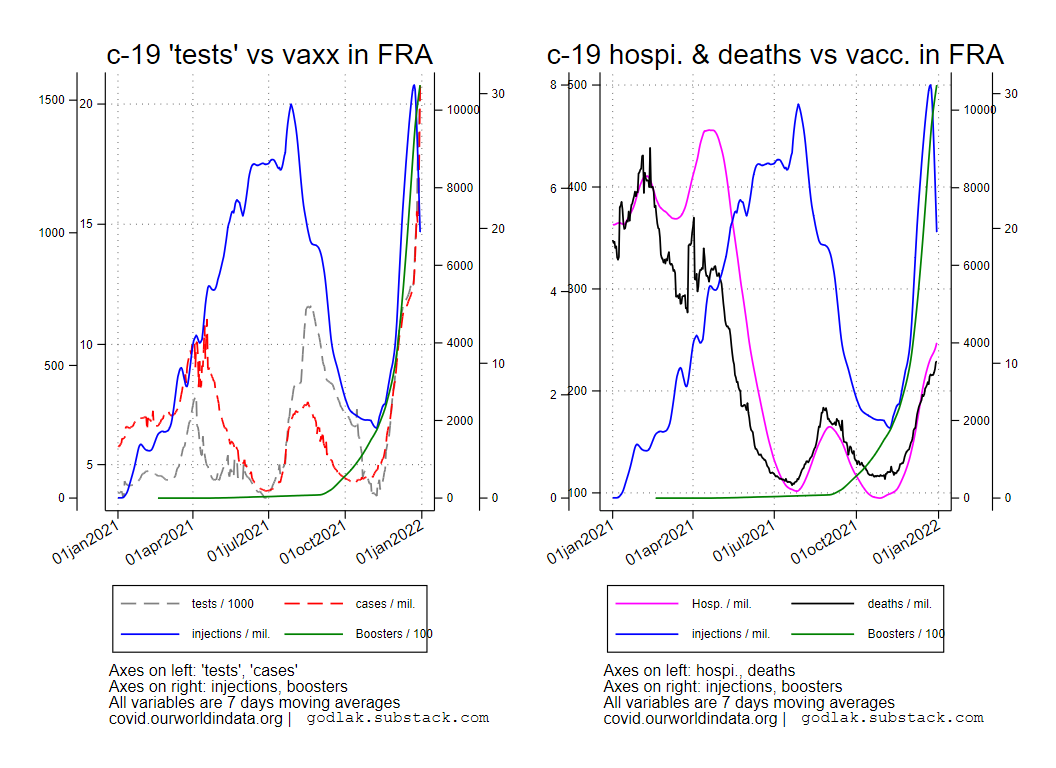 c-19 'tests' vs vaxx in FRA
1500
1000
500
0
20
15
10
5
10000
8000
6000
4000
2000
0
30
20
10
0
01jan2021
01apr2021
01jul2021
01oct2021
01jan2022
tests / 1000
cases / mil.
injections / mil.
Boosters / 100
Axes on left: 'tests', 'cases'
Axes on right: injections, boosters
All variables are 7 days moving averages
covid.ourworldindata.org | godlak.substack.com
c-19 hospi. & deaths vs vacc. in FRA
8
6
4
2
0
500
400
300
200
100
10000
8000
6000
4000
2000
0
30
20
10
0
01jan2021
01apr2021
01jul2021
01oct2021
01jan2022
Hosp. / mil.
deaths / mil.
injections / mil.
Boosters / 100
Axes on left: hospi., deaths
Axes on right: injections, boosters
All variables are 7 days moving averages
covid.ourworldindata.org | godlak.substack.com